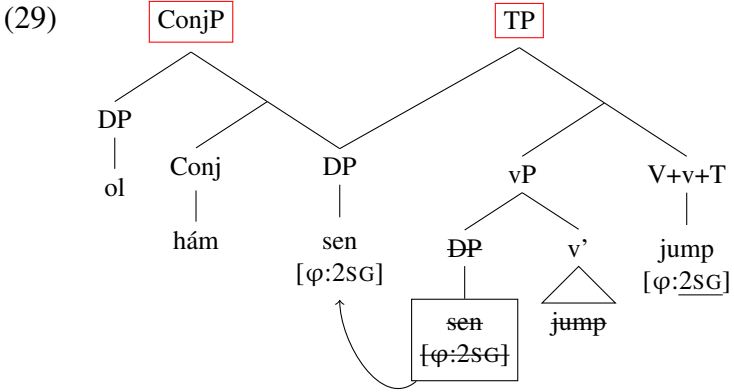 (29)
ConjP TP
DP
Conj DP vP V+v+T
ol
hám sen DP v’ jump
[φ:2SG] [φ:2SG]
sen jump
[φ:2SG]